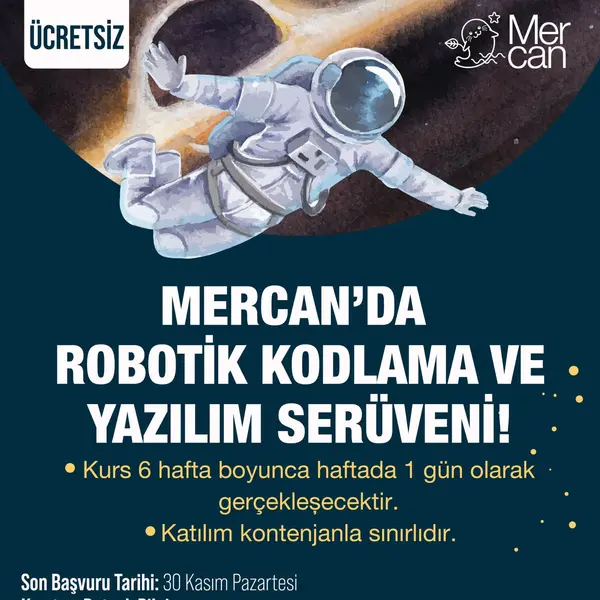 ÜCRETSİZ
Mer
can
MERCAN’DA
ROBOTİK KODLAMA VE
YAZILIM SERÜVENİ!
• Kurs 6 hafta boyunca haftada 1 gün olarak
gerçekleşecektir.
• Katılım kontenjanla sınırlıdır.
Son Başvuru Tarihi: 30 Kasım Pazartesi